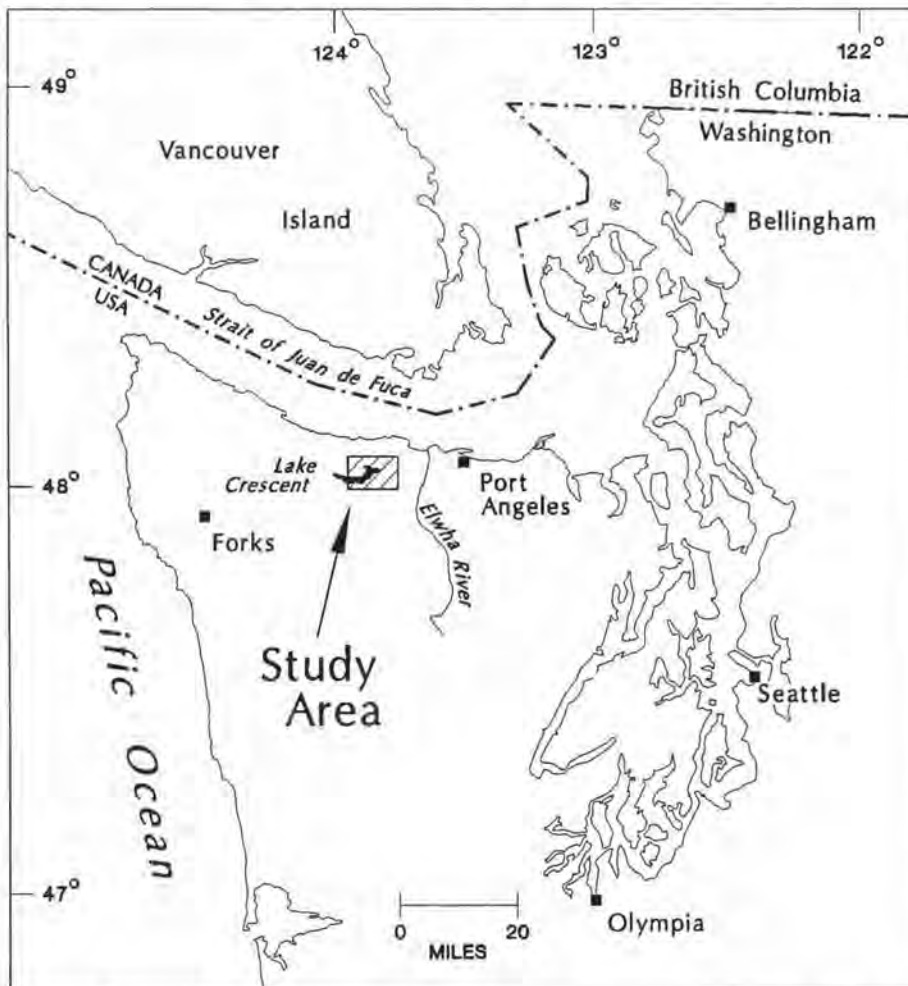 124°
123°
122°
49°
British Columbia
Washington
Vancouver
Island
Bellingham
CANADA
USA
Strait of Juan de Fuca
Lake
Crescent
48°
Port
Angeles
Forks
Elwha River
Pacific Ocean
Study
Area
Seattle
47°
0
20
MILES
Olympia